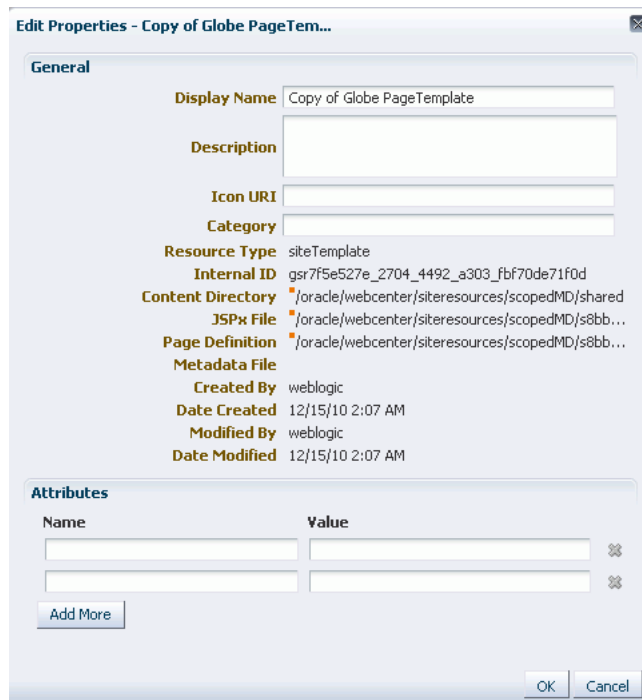 Edit Properties - Copy of Globe PageTem...
General
Display Name Copy of Globe PageTemplate
Description
Icon URI
Category
Resource Type siteTemplate
Internal ID gsr7f5e527e_2704_4492_a303_fbf70de71f0d
Content Directory /oracle/webcenter/siteresources/scopedMD/shared
JSPx File /oracle/webcenter/siteresources/scopedMD/s8bb...
Page Definition /oracle/webcenter/siteresources/scopedMD/s8bb...
Metadata File
Created By weblogic
Date Created 12/15/10 2:07 AM
Modified By weblogic
Date Modified 12/15/10 2:07 AM
Attributes
Name Value
Add More
OK Cancel